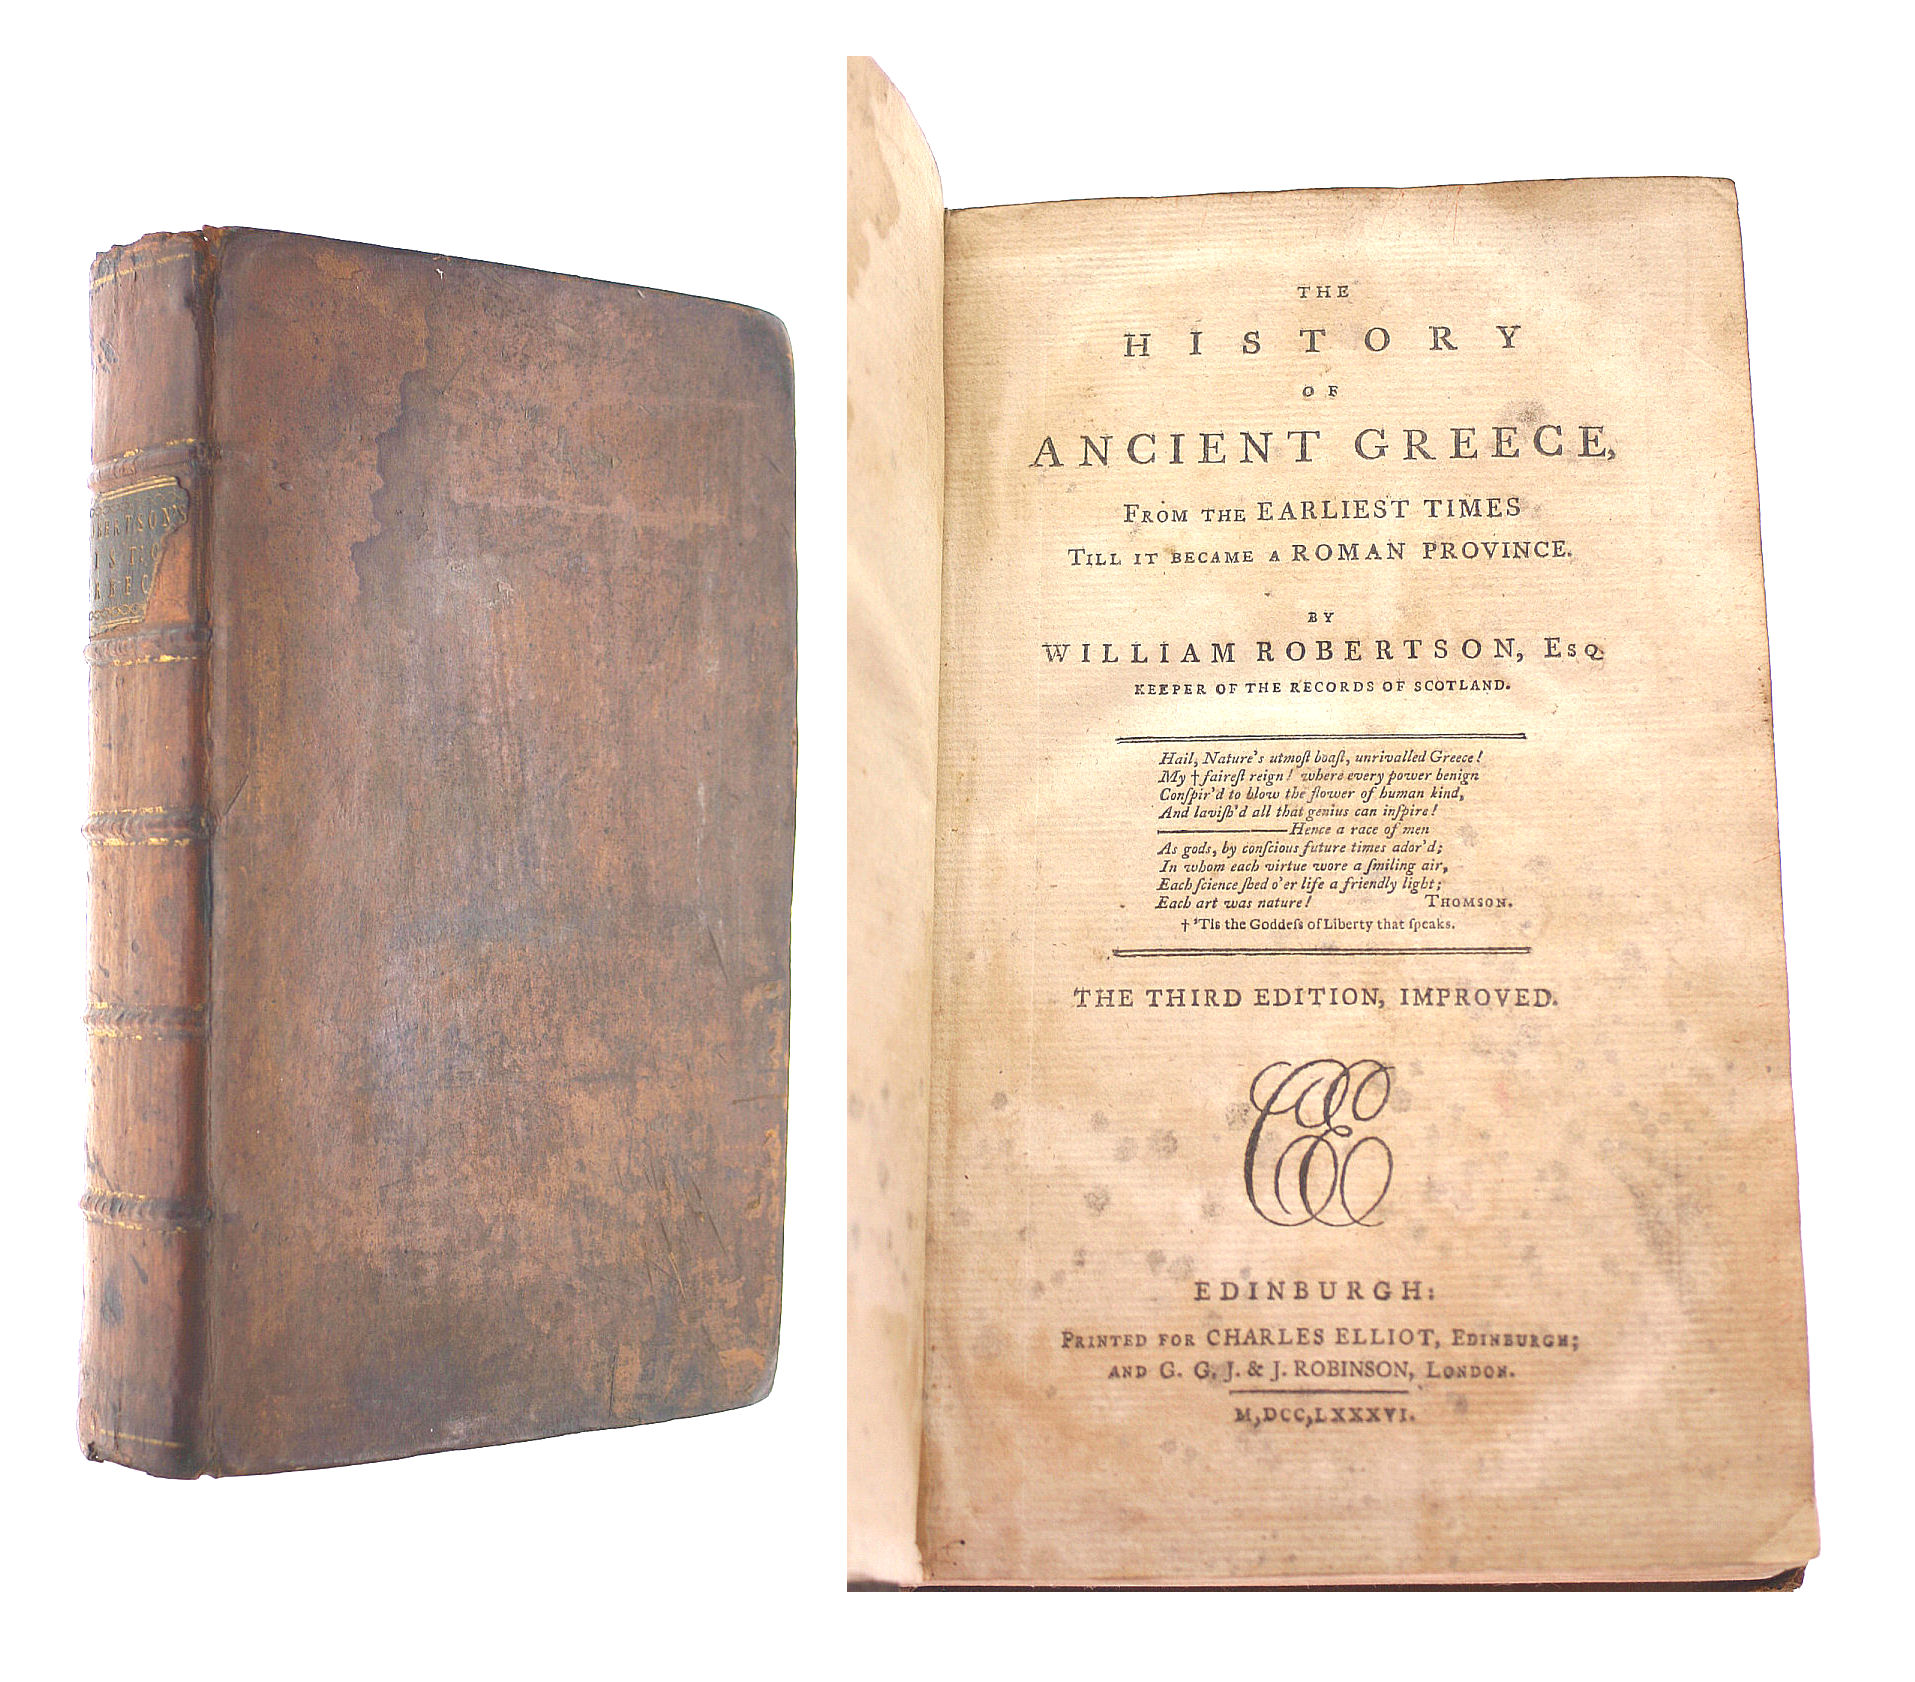 THE
HISTORY
OF
ANCIENT GREECE,
FROM THE EARLIEST TIMES
TILL IT BECAME A ROMAN PROVINCE.
BY
WILLIAM ROBERTSON, ESQ.
KEEPER OF THE RECORDS OF SCOTLAND.
Hail, Nature's utmoſt boaſt, unrivalled Greece!
My † faireſt reign! where every power benign
Conſpir'd to blow the flower of human kind,
And laviſh'd all that genius can inſpire!
———Hence a race of men
As gods, by conſcious future times ador'd;
In whom each virtue wore a ſmiling air,
Each ſcience ſhed o'er life a friendly light;
Each art was nature! THOMSON.
† 'Tis the Goddeſs of Liberty that ſpeaks.
THE THIRD EDITION, IMPROVED.
CE
EDINBURGH:
PRINTED FOR CHARLES ELLIOT, EDINBURGH;
AND G. G. J. & J. ROBINSON, LONDON.
M,DCC,LXXXVI.